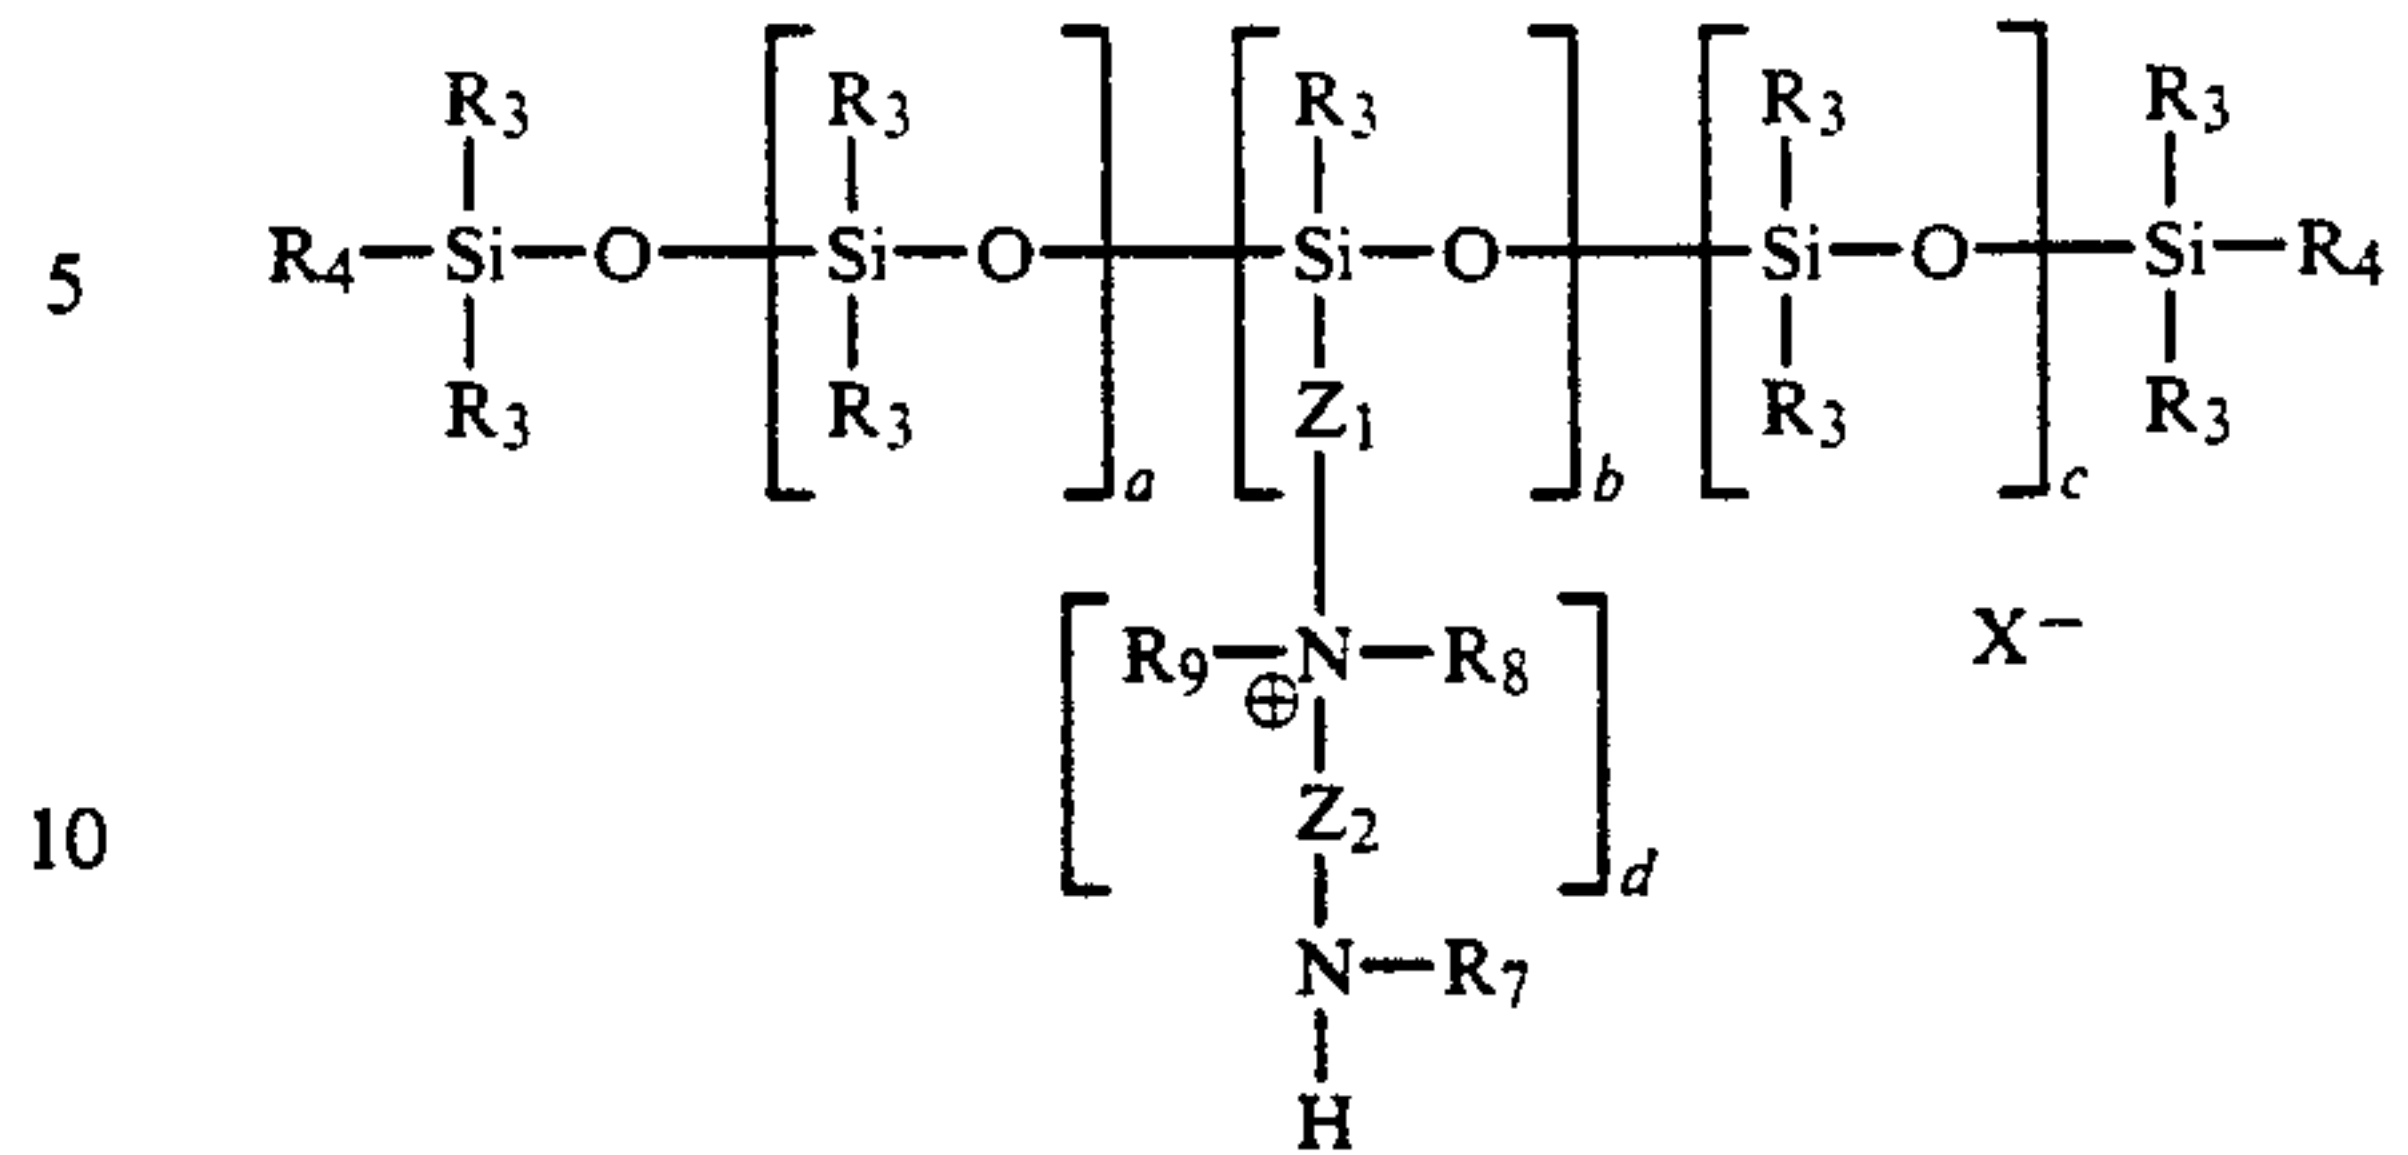 R3 R3 R3 R3 R3
5 R4—Si—O—[Si—O]a—[Si—O]b—[Si—O]c—Si—R4
R3 R3 Z1 R3 R3
[R9—N⊕—R8 X−
10 Z2]d
N—R7
H